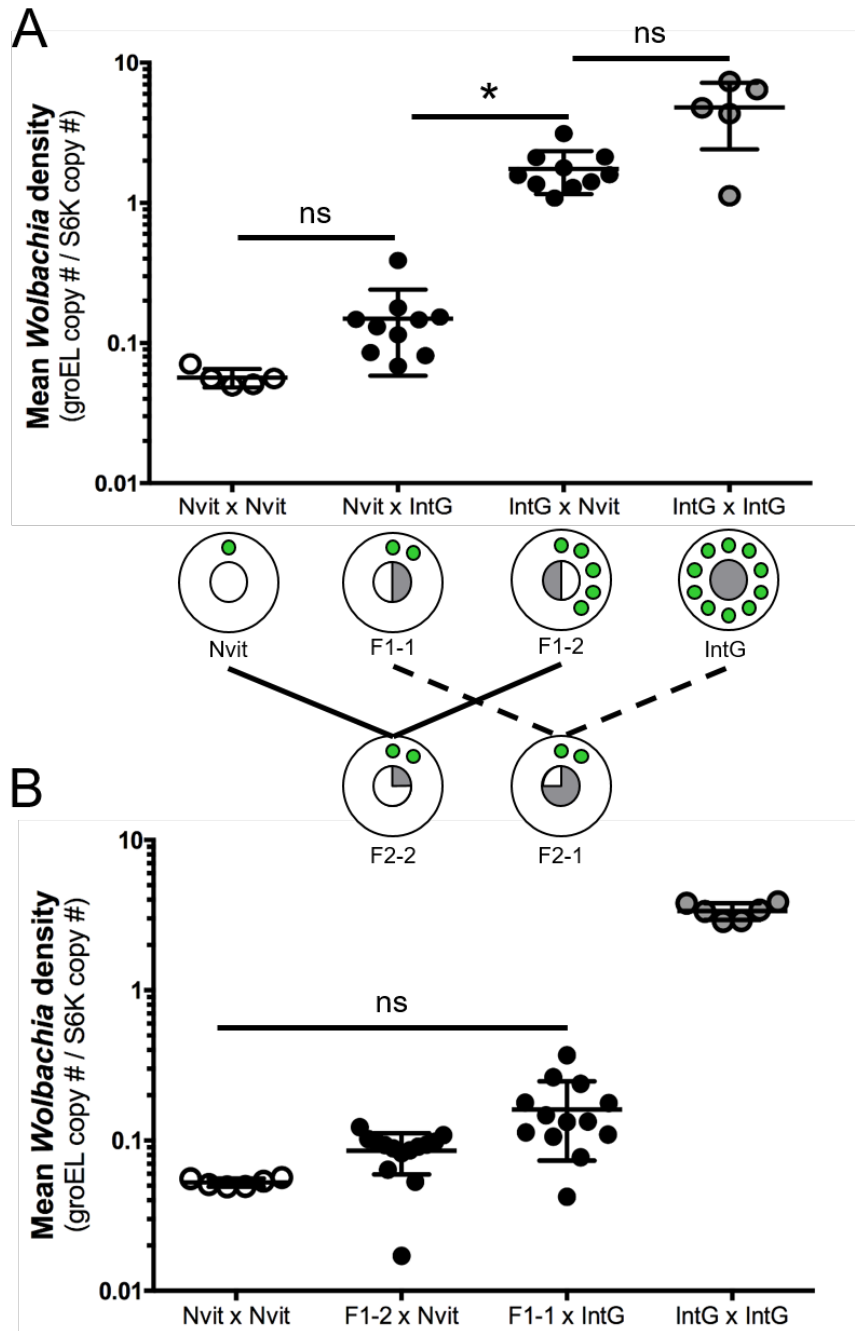 A
Mean Wolbachia density
(groEL copy # / S6K copy #)
10
1
0.1
0.01
ns
*
ns
Nvit x Nvit
Nvit x IntG
IntG x Nvit
IntG x IntG
Nvit
F1-1
F1-2
IntG
F2-2
F2-1
B
Mean Wolbachia density
(groEL copy # / S6K copy #)
10
1
0.1
0.01
ns
Nvit x Nvit
F1-2 x Nvit
F1-1 x IntG
IntG x IntG